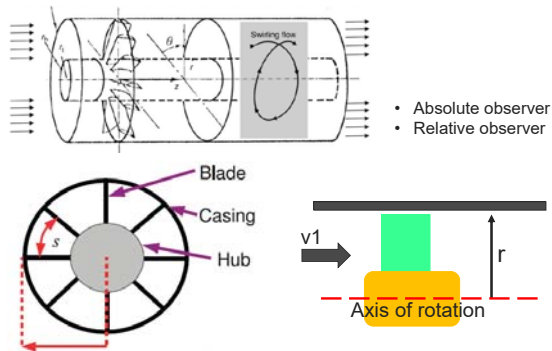 θ
Swirling flow
r
r
r
z
• Absolute observer
• Relative observer
Blade
Casing
Hub
s
v1
r
Axis of rotation